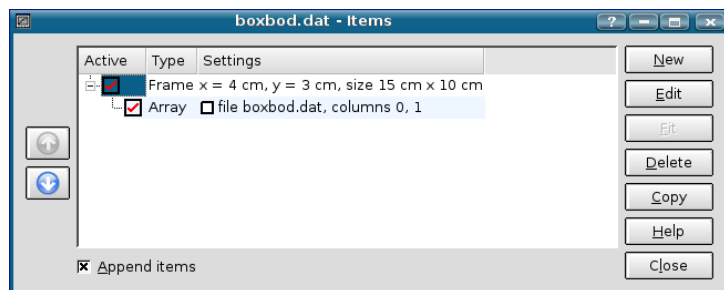 boxbod.dat - Items
Active Type Settings
Frame x = 4 cm, y = 3 cm, size 15 cm x 10 cm
Array file boxbod.dat, columns 0, 1
New
Edit
Fit
Delete
Copy
Help
Close
Append items